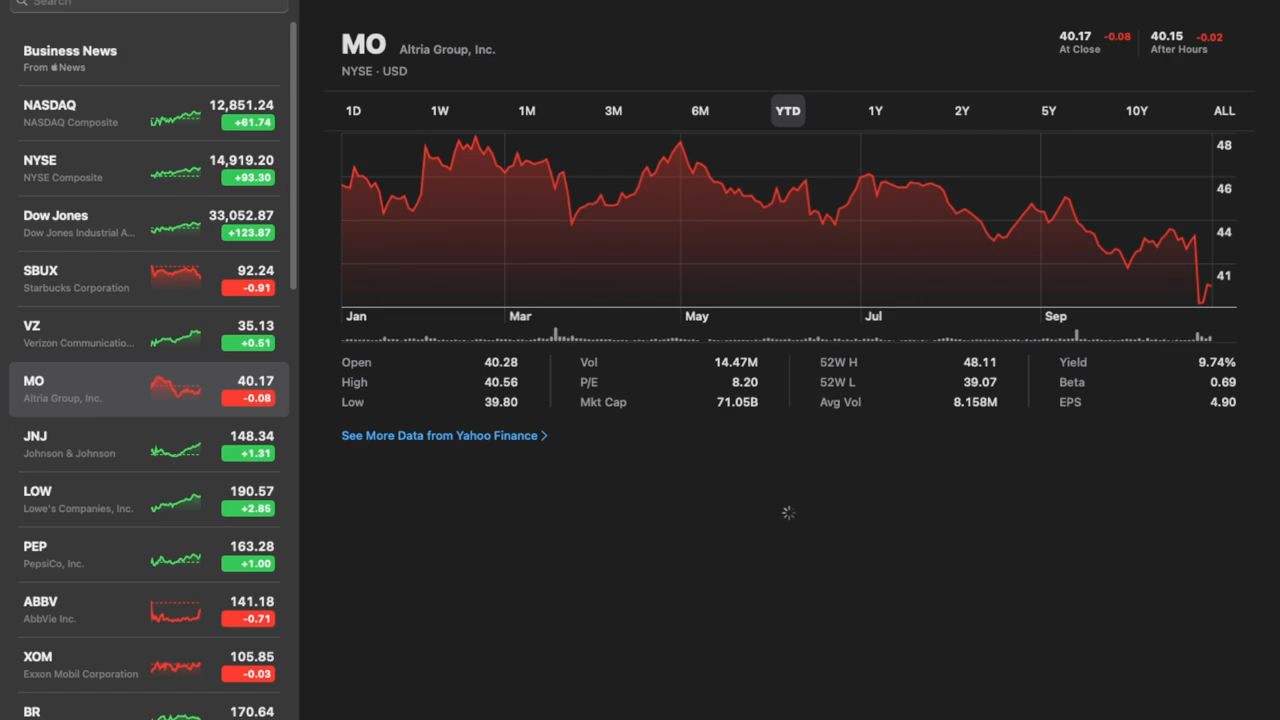 Search
Business News
From News
NASDAQ 12,851.24
NASDAQ Composite +61.74
NYSE 14,919.20
NYSE Composite +93.30
Dow Jones 33,052.87
Dow Jones Industrial A... +123.87
SBUX 92.24
Starbucks Corporation -0.91
VZ 35.13
Verizon Communicatio... +0.51
MO 40.17
Altria Group, Inc. -0.08
JNJ 148.34
Johnson & Johnson +1.31
LOW 190.57
Lowe's Companies, Inc. +2.85
PEP 163.28
PepsiCo, Inc. +1.00
ABBV 141.18
AbbVie Inc. -0.71
XOM 105.85
Exxon Mobil Corporation -0.03
BR 170.64
MO Altria Group, Inc.
NYSE · USD
40.17 -0.08
At Close
40.15 -0.02
After Hours
1D 1W 1M 3M 6M YTD 1Y 2Y 5Y 10Y ALL
48
46
44
41
Jan Mar May Jul Sep
Open 40.28 Vol 14.47M 52W H 48.11 Yield 9.74%
High 40.56 P/E 8.20 52W L 39.07 Beta 0.69
Low 39.80 Mkt Cap 71.05B Avg Vol 8.158M EPS 4.90
See More Data from Yahoo Finance >